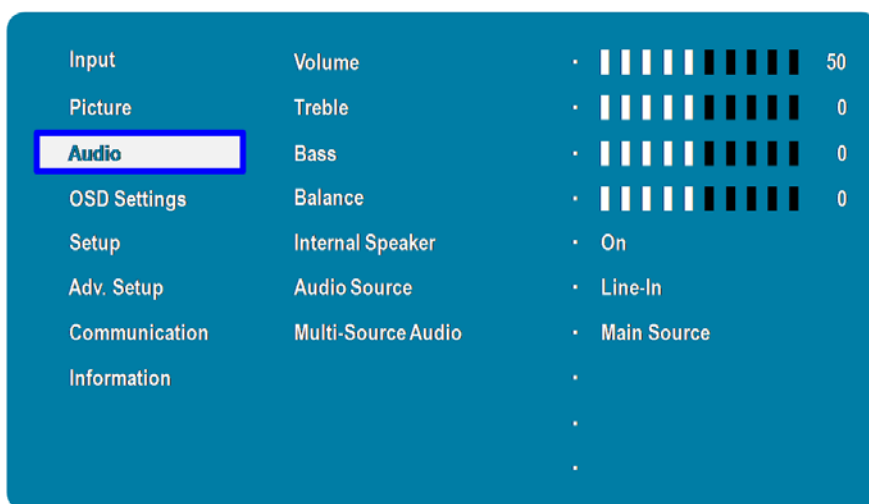 Input Volume · 50
Picture Treble · 0
Audio Bass · 0
OSD Settings Balance · 0
Setup Internal Speaker · On
Adv. Setup Audio Source · Line-In
Communication Multi-Source Audio · Main Source
Information ·
·
·